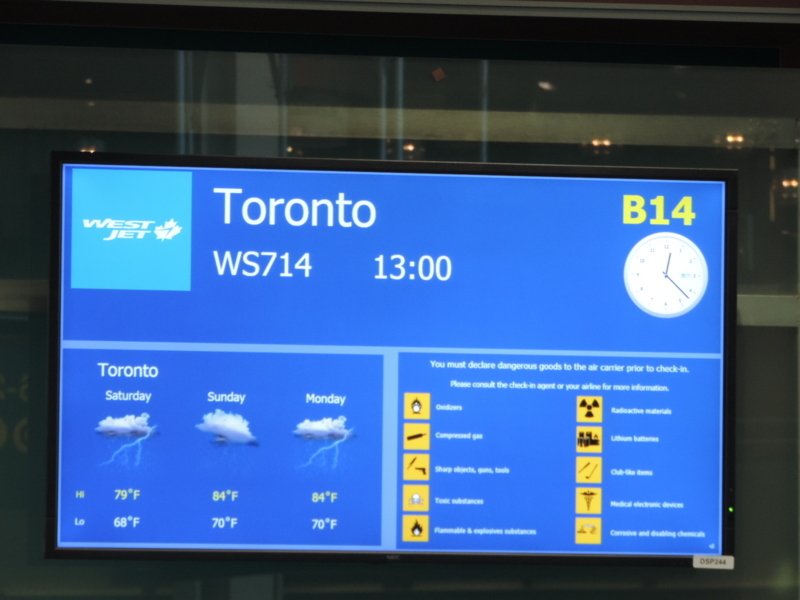 WEST
JET
Toronto
B14
WS714 13:00
Toronto
Saturday Sunday Monday
Hi 79°F 84°F 84°F
Lo 68°F 70°F 70°F
You must declare dangerous goods to the air carrier prior to check-in.
Please consult the check-in agent or your airline for more information.
Oxidizers
Compressed gas
Sharp objects, guns, tools
Toxic substances
Flammable & explosives substances
Radioactive materials
Lithium batteries
Club-like items
Medical electronic devices
Corrosive and disabling chemicals
NEC
DSP244